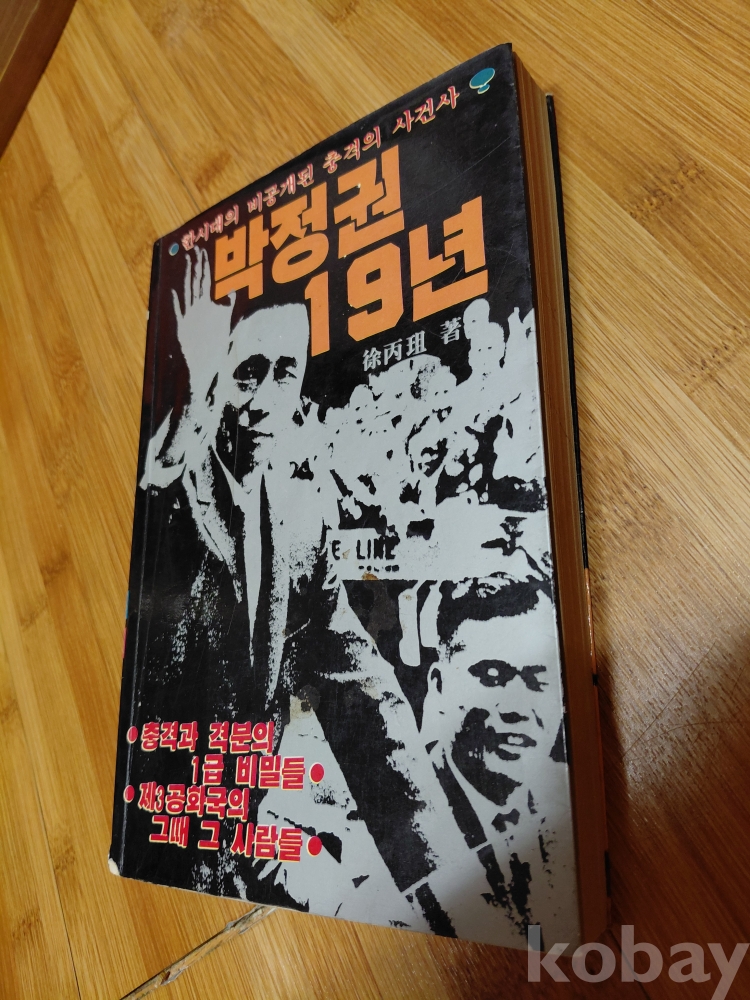 한시대의 비공개된 충격의 사건사
박정권
19년
徐丙珇 著
E. LINE
충격과 격분의
1급 비밀들
제3공화국의
그때 그 사람들
kobay